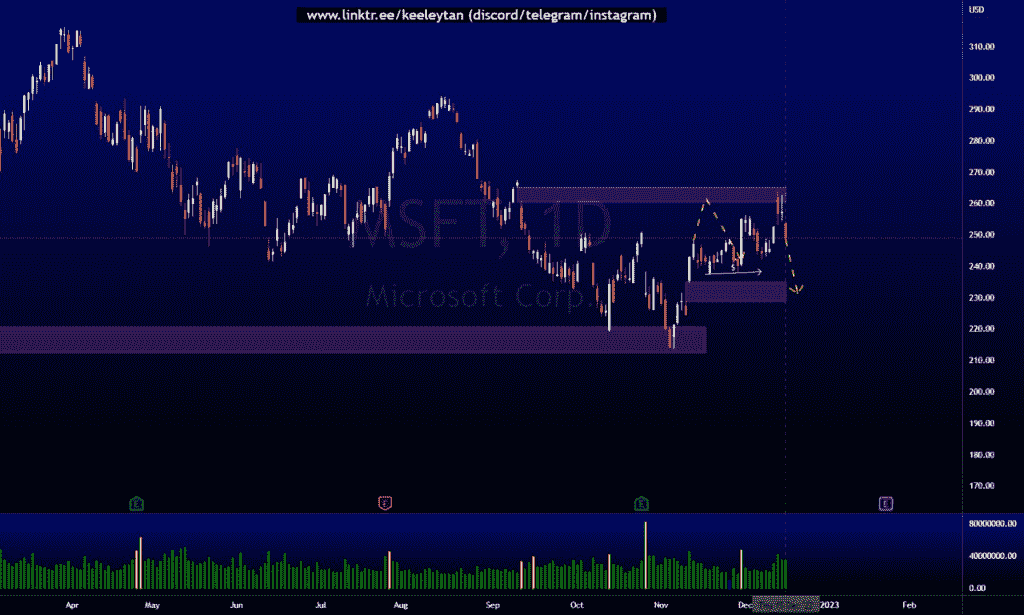 www.linktr.ee/keeleytan (discord/telegram/instagram)
USD
310.00
300.00
290.00
280.00
270.00
260.00
250.00
240.00
230.00
220.00
210.00
200.00
190.00
180.00
170.00
MSFT, 1D
Microsoft Corp.
$
E
E
E
E
80000000.00
40000000.00
0.00
Apr
May
Jun
Jul
Aug
Sep
Oct
Nov
Dec
2023
Feb